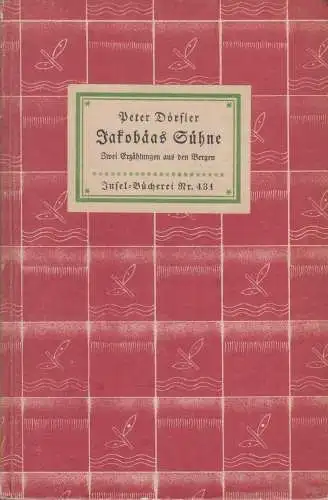 Peter Dörfler
Jakobäas Sühne
Zwei Erzählungen aus den Bergen
Insel-Bücherei Nr. 431